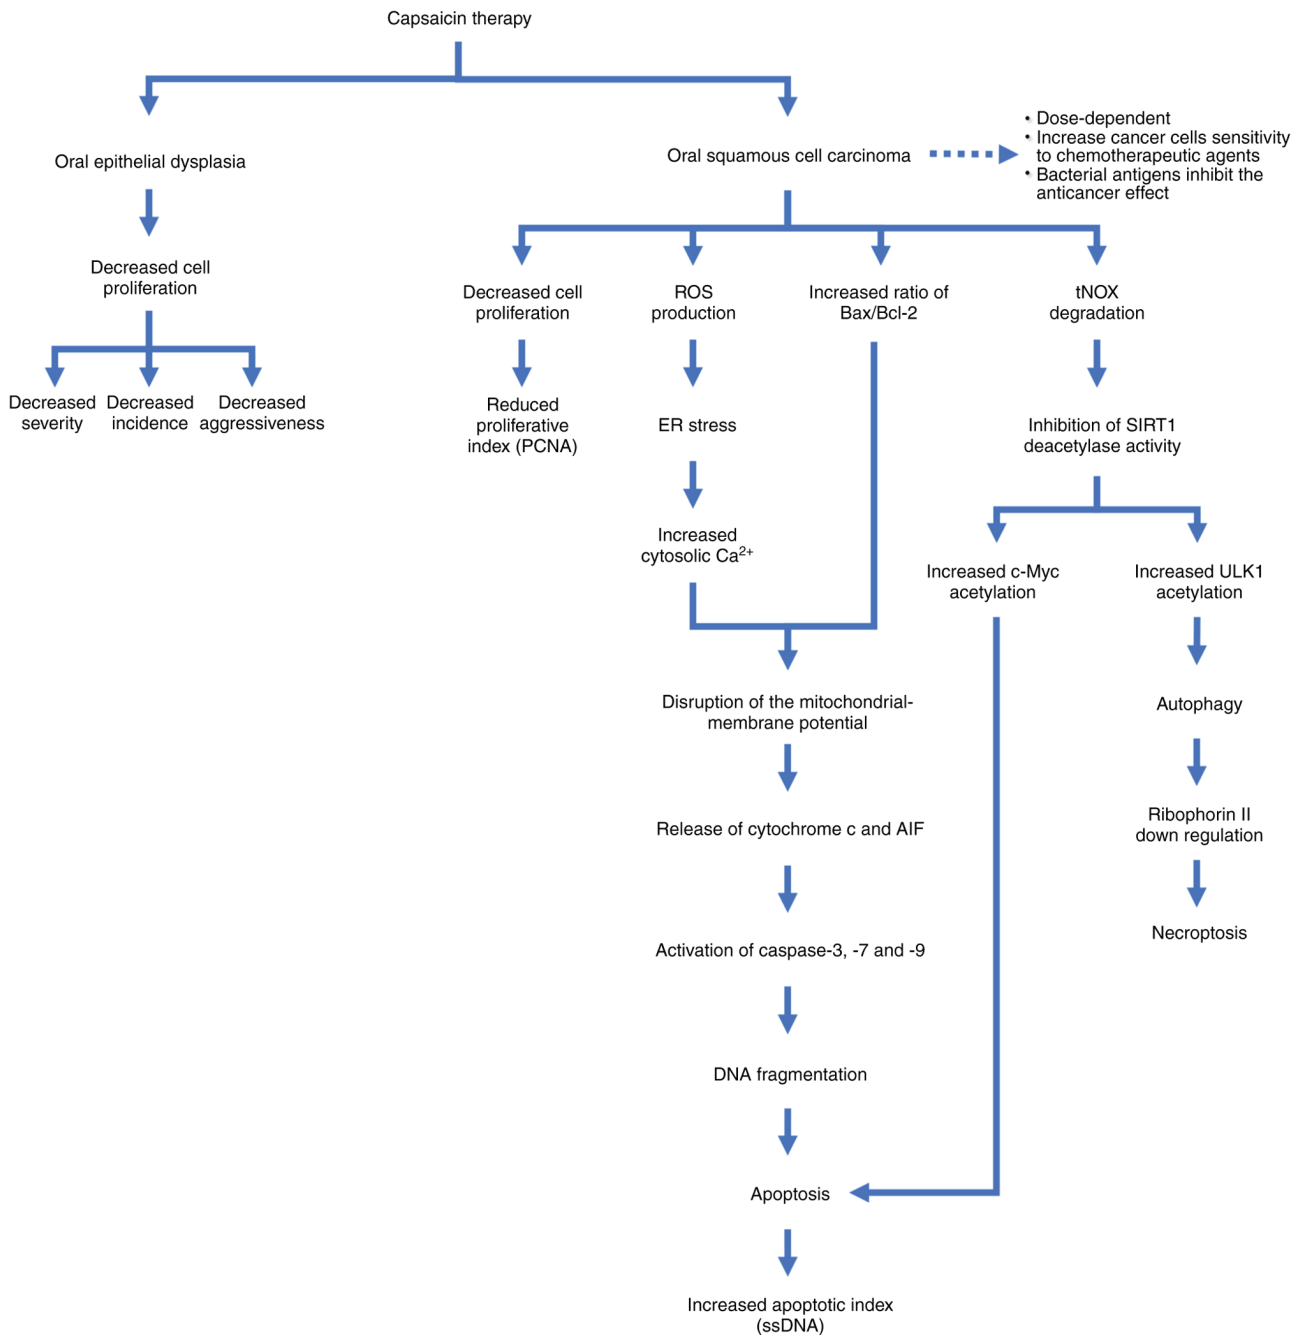 Capsaicin therapy
Oral epithelial dysplasia
Oral squamous cell carcinoma
• Dose-dependent
• Increase cancer cells sensitivity
to chemotherapeutic agents
• Bacterial antigens inhibit the
anticancer effect
Decreased cell
proliferation
Decreased
severity
Decreased
incidence
Decreased
aggressiveness
Decreased cell
proliferation
Reduced
proliferative
index (PCNA)
ROS
production
ER stress
Increased
cytosolic Ca²⁺
Increased ratio of
Bax/Bcl-2
tNOX
degradation
Inhibition of SIRT1
deacetylase activity
Increased c-Myc
acetylation
Increased ULK1
acetylation
Autophagy
Ribophorin II
down regulation
Necroptosis
Disruption of the mitochondrial-
membrane potential
Release of cytochrome c and AIF
Activation of caspase-3, -7 and -9
DNA fragmentation
Apoptosis
Increased apoptotic index
(ssDNA)